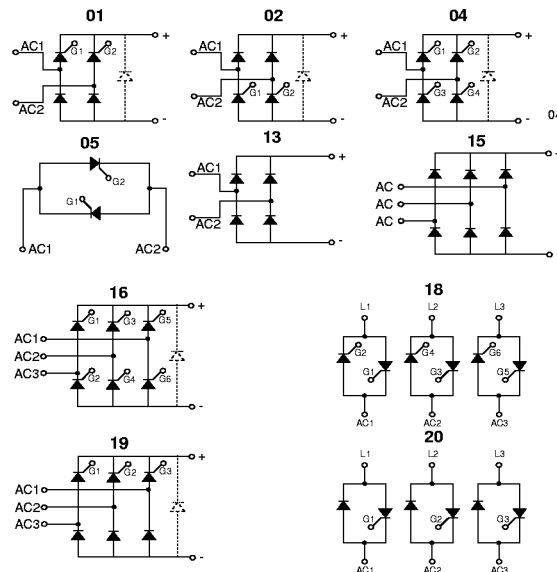 01
AC1
G1
G2
+
AC2
-
02
AC1
+
G1
G2
AC2
-
04
AC1
G1
G2
+
G3
G4
AC2
-
04
05
G2
G1
AC1
AC2
13
AC1
+
AC2
-
15
AC
AC
AC
16
G1
G3
G5
+
AC1
AC2
AC3
G2
G4
G6
-
18
L1
L2
L3
G2
G4
G6
G1
G3
G5
AC1
AC2
AC3
19
G1
G2
G3
+
AC1
AC2
AC3
-
20
L1
L2
L3
G1
G2
G3
AC1
AC2
AC3